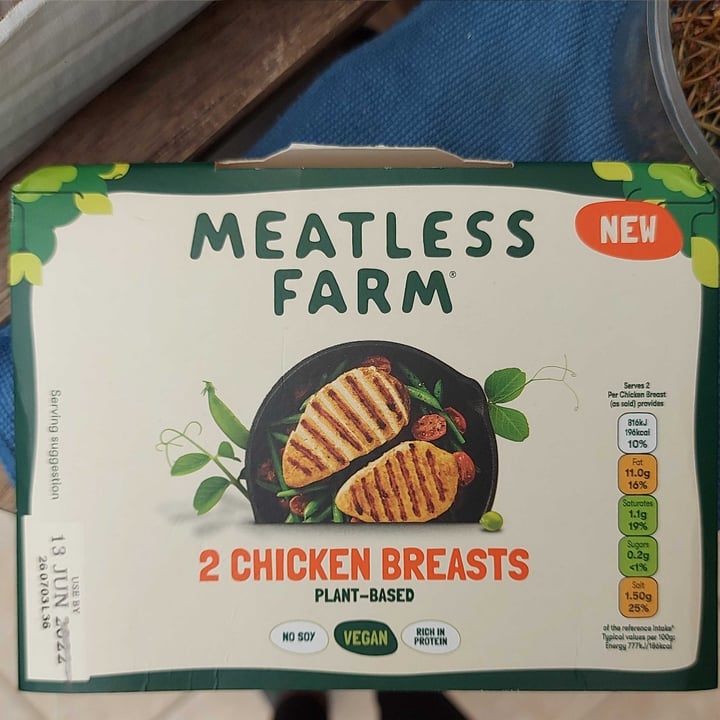 MEATLESS
FARM®
NEW
Serving suggestion
2 CHICKEN BREASTS
PLANT-BASED
NO SOY
VEGAN
RICH IN
PROTEIN
Serves 2
Per Chicken Breast
(as sold) provides
816kJ
196kcal
10%
Fat
11.0g
16%
Saturates
1.1g
19%
Sugars
0.2g
<1%
Salt
1.50g
25%
of the reference intake*
Typical values per 100g:
Energy 777kJ/186kcal
USE BY
13 JUN 2022
260703L36